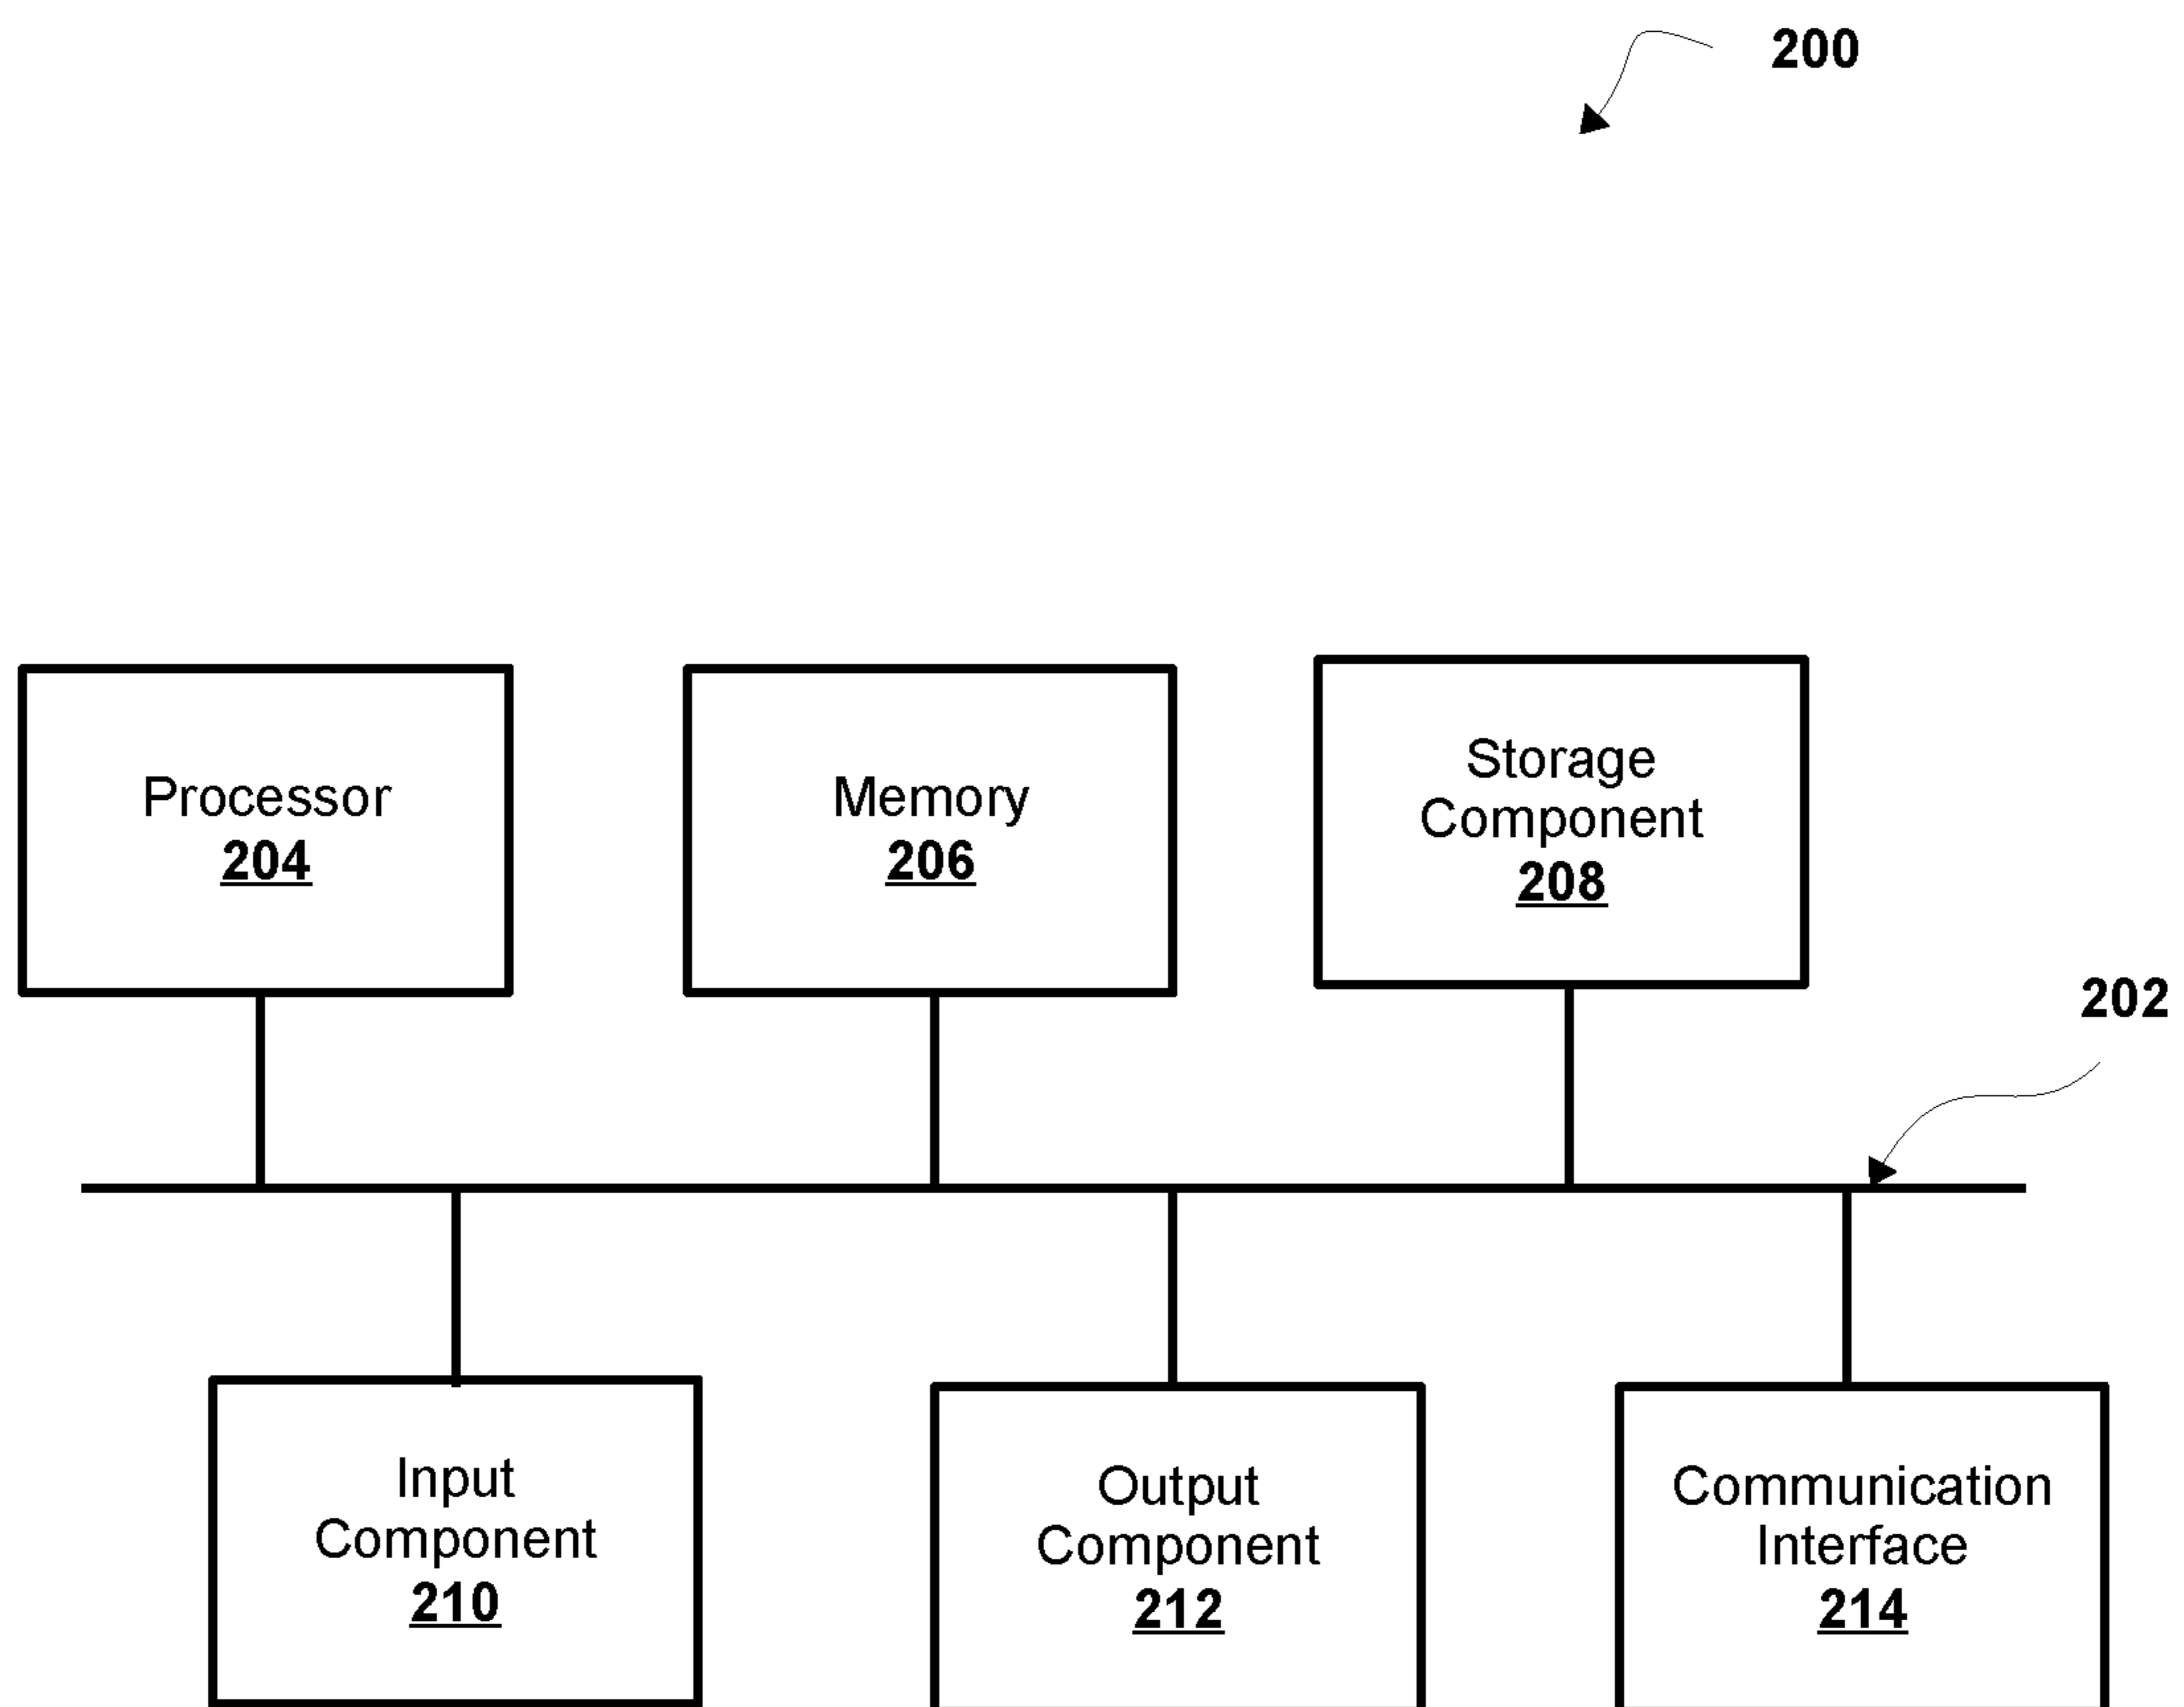 200
Processor
204
Memory
206
Storage
Component
208
202
Input
Component
210
Output
Component
212
Communication
Interface
214